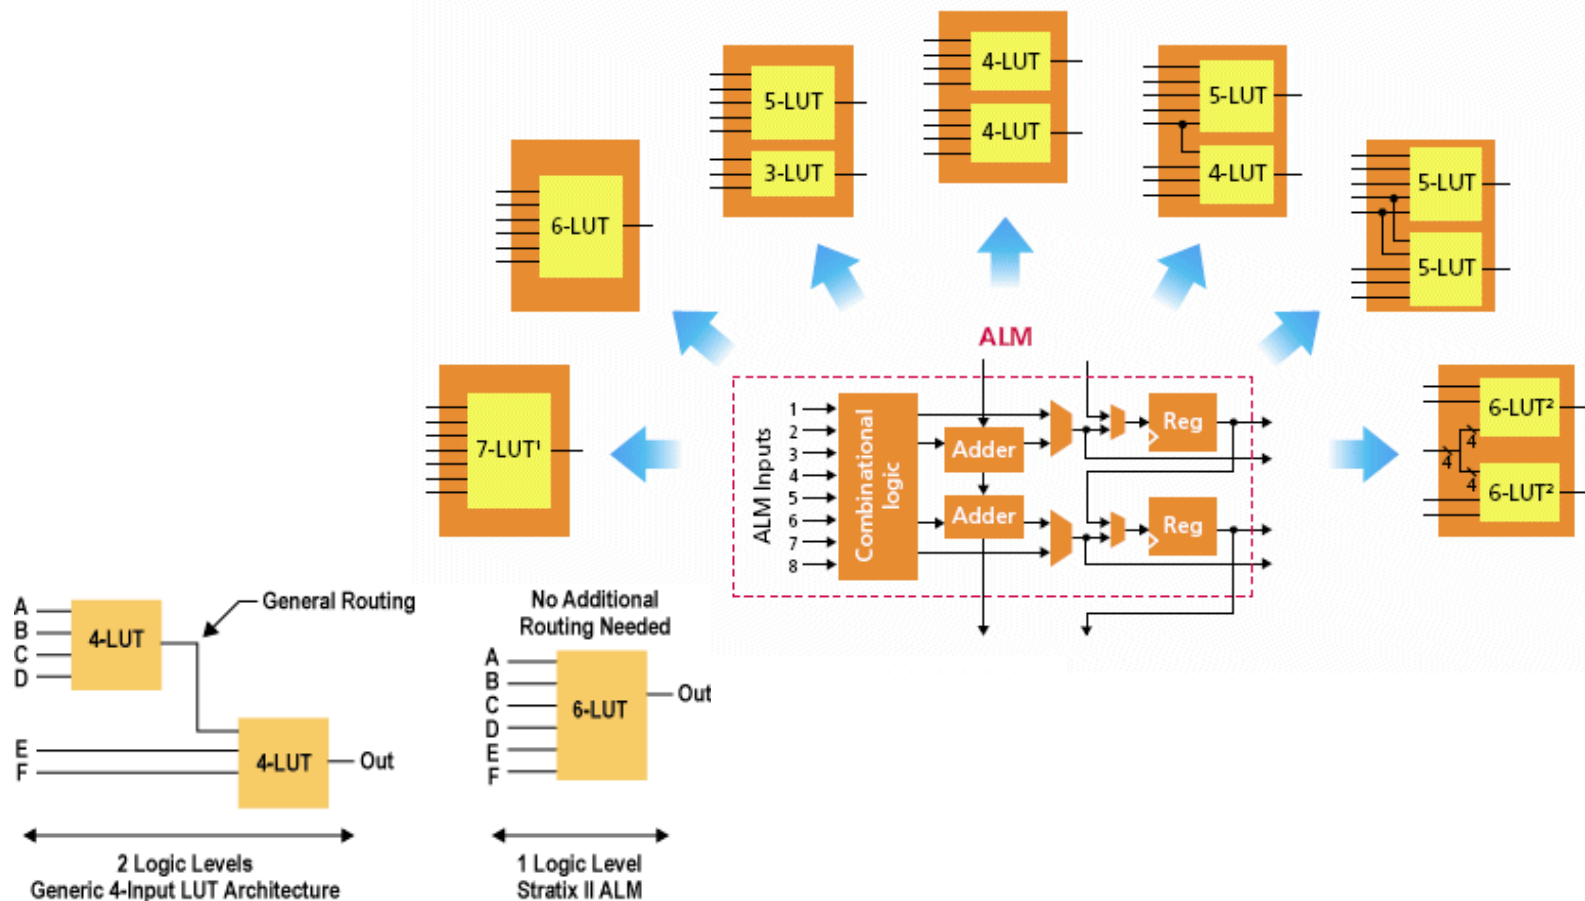 4-LUT
4-LUT
5-LUT
3-LUT
5-LUT
4-LUT
6-LUT
5-LUT
5-LUT
7-LUT¹
6-LUT²
4
4
4
6-LUT²
ALM
ALM Inputs
1
2
3
4
5
6
7
8
Combinational
logic
Adder
Adder
Reg
Reg
A
B
C
D
4-LUT
General Routing
E
F
4-LUT
Out
2 Logic Levels
Generic 4-Input LUT Architecture
No Additional
Routing Needed
A
B
C
D
E
F
6-LUT
Out
1 Logic Level
Stratix II ALM